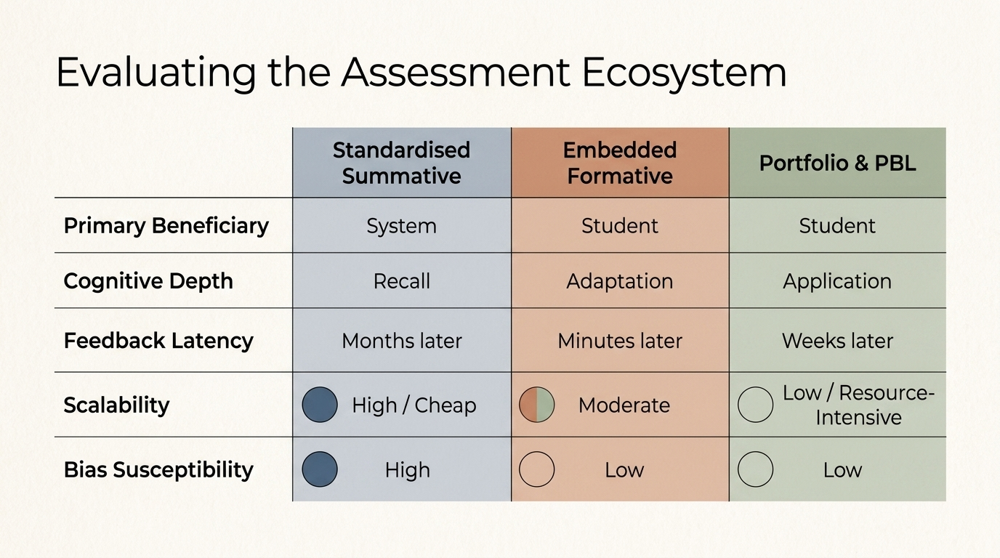 Evaluating the Assessment Ecosystem
Standardised
Summative
Embedded
Formative
Portfolio & PBL
Primary Beneficiary
System
Student
Student
Cognitive Depth
Recall
Adaptation
Application
Feedback Latency
Months later
Minutes later
Weeks later
Scalability
High / Cheap
Moderate
Low / Resource-
Intensive
Bias Susceptibility
High
Low
Low